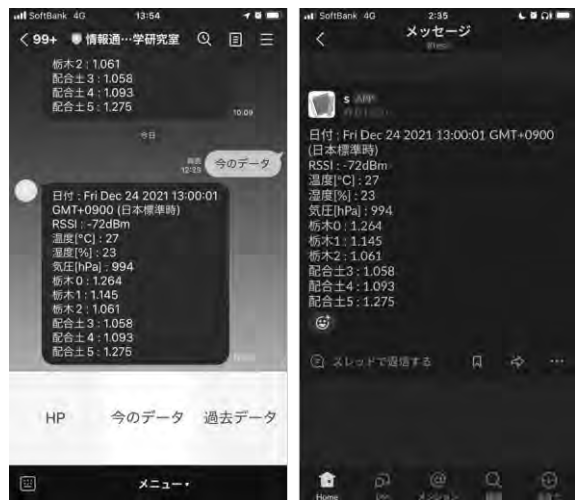 SoftBank 4G 13:54
99+ 情報通…学研究室
栃木2 : 1.061
配合土3 : 1.058
配合土4 : 1.093
配合土5 : 1.275
10:09
今日
既読
12:23
今のデータ
日付 : Fri Dec 24 2021 13:00:01
GMT+0900 (日本標準時)
RSSI : -72dBm
温度[°C] : 27
湿度[%] : 23
気圧[hPa] : 994
栃木0 : 1.264
栃木1 : 1.145
栃木2 : 1.061
配合土3 : 1.058
配合土4 : 1.093
配合土5 : 1.275
HP 今のデータ 過去データ
メニュー
SoftBank 4G 2:35
メッセージ
s APP
日付 : Fri Dec 24 2021 13:00:01 GMT+0900
(日本標準時)
RSSI : -72dBm
温度[°C] : 27
湿度[%] : 23
気圧[hPa] : 994
栃木0 : 1.264
栃木1 : 1.145
栃木2 : 1.061
配合土3 : 1.058
配合土4 : 1.093
配合土5 : 1.275
スレッドで返信する
Home